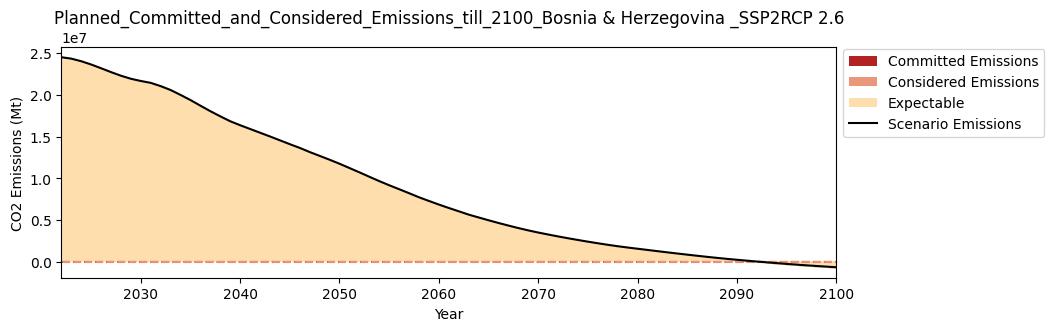 Planned_Committed_and_Considered_Emissions_till_2100_Bosnia & Herzegovina _SSP2RCP 2.6
1e7
2.5
2.0
1.5
1.0
0.5
0.0
CO2 Emissions (Mt)
2030
2040
2050
2060
2070
2080
2090
2100
Year
Committed Emissions
Considered Emissions
Expectable
Scenario Emissions